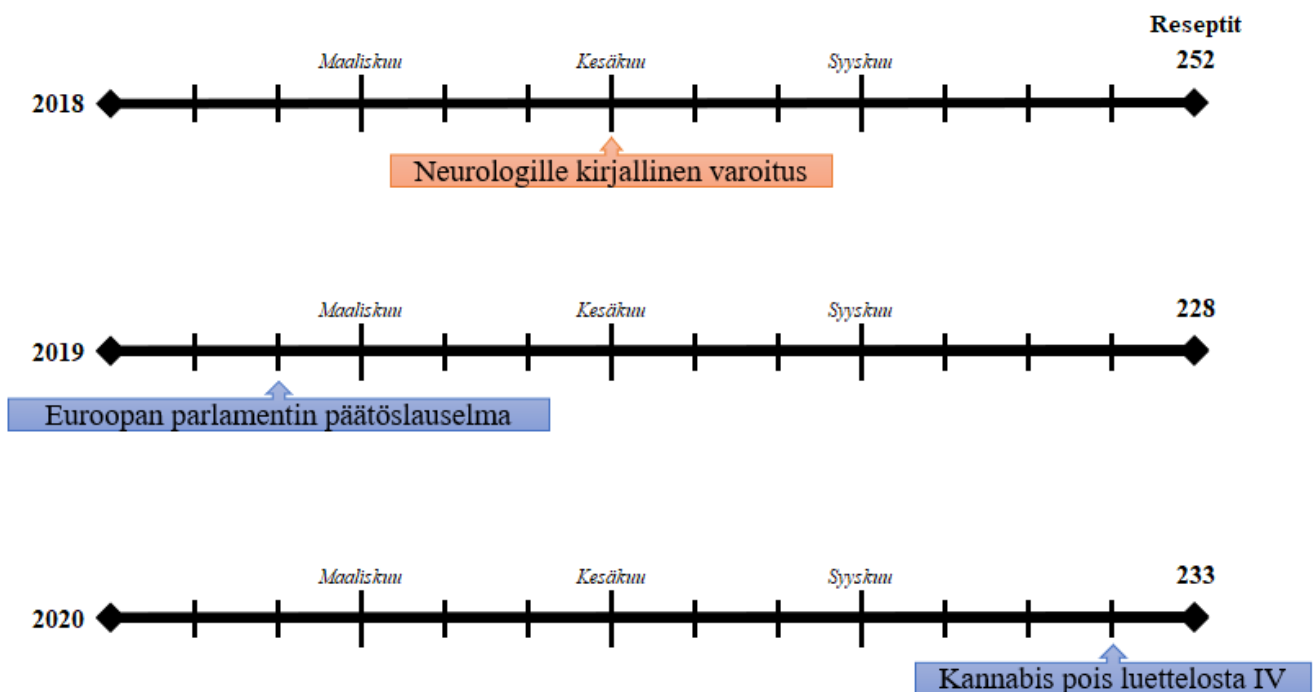 Reseptit
Maaliskuu Kesäkuu Syyskuu 252
2018
Neurologille kirjallinen varoitus
Maaliskuu Kesäkuu Syyskuu 228
2019
Euroopan parlamentin päätöslauselma
Maaliskuu Kesäkuu Syyskuu 233
2020
Kannabis pois luettelosta IV